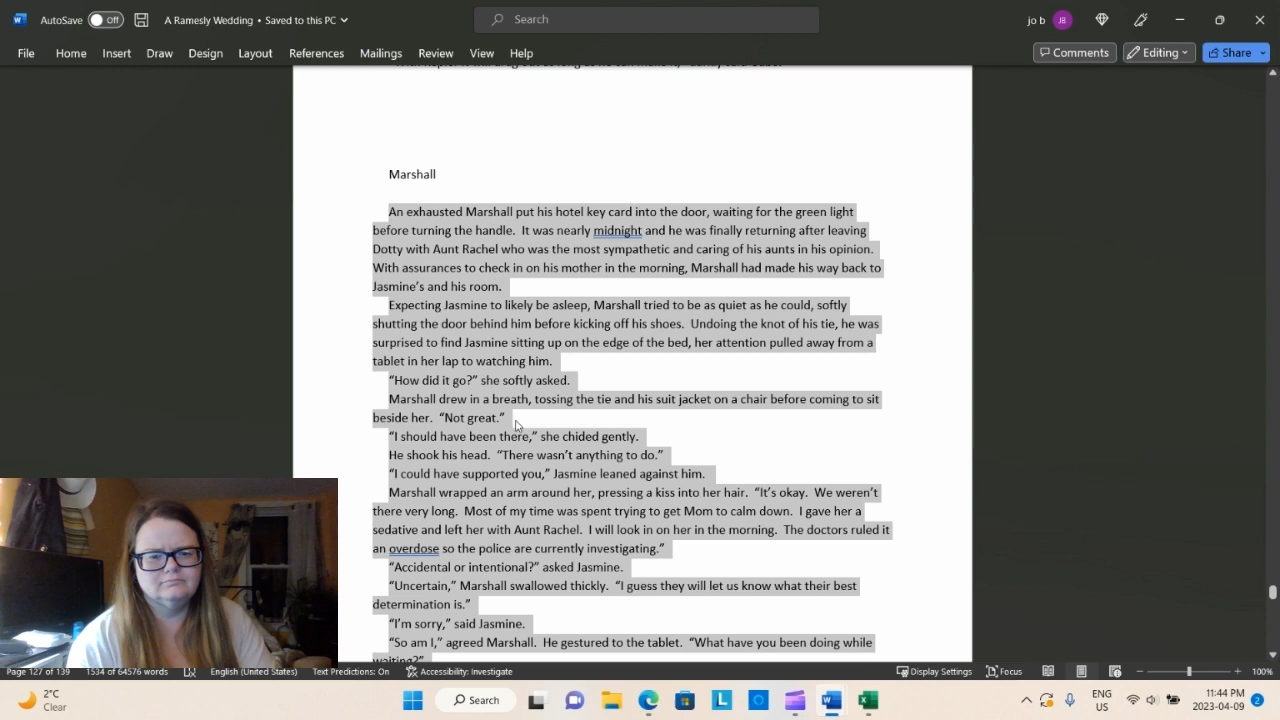 AutoSave Off A Ramesly Wedding • Saved to this PC Search jo b JB
File Home Insert Draw Design Layout References Mailings Review View Help Comments Editing Share
Marshall
An exhausted Marshall put his hotel key card into the door, waiting for the green light
before turning the handle.  It was nearly midnight and he was finally returning after leaving
Dotty with Aunt Rachel who was the most sympathetic and caring of his aunts in his opinion.
With assurances to check in on his mother in the morning, Marshall had made his way back to
Jasmine’s and his room.
Expecting Jasmine to likely be asleep, Marshall tried to be as quiet as he could, softly
shutting the door behind him before kicking off his shoes.  Undoing the knot of his tie, he was
surprised to find Jasmine sitting up on the edge of the bed, her attention pulled away from a
tablet in her lap to watching him.
“How did it go?” she softly asked.
Marshall drew in a breath, tossing the tie and his suit jacket on a chair before coming to sit
beside her.  “Not great.”
“I should have been there,” she chided gently.
He shook his head.  “There wasn’t anything to do.”
“I could have supported you,” Jasmine leaned against him.
Marshall wrapped an arm around her, pressing a kiss into her hair.  “It’s okay.  We weren’t
there very long.  Most of my time was spent trying to get Mom to calm down.  I gave her a
sedative and left her with Aunt Rachel.  I will look in on her in the morning.  The doctors ruled it
an overdose so the police are currently investigating.”
“Accidental or intentional?” asked Jasmine.
“Uncertain,” Marshall swallowed thickly.  “I guess they will let us know what their best
determination is.”
“I’m sorry,” said Jasmine.
“So am I,” agreed Marshall.  He gestured to the tablet.  “What have you been doing while
waiting?”
Page 127 of 139 1534 of 64576 words English (United States) Text Predictions: On Accessibility: Investigate Display Settings Focus 100%
2°C
Clear
Search
ENG
US
11:44 PM
2023-04-09
2